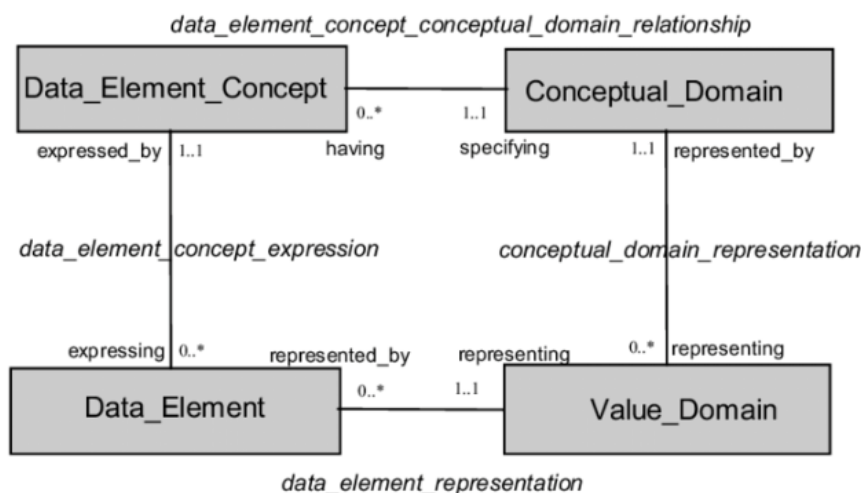 data_element_concept_conceptual_domain_relationship
Data_Element_Concept
Conceptual_Domain
0..*
1..1
expressed_by
1..1
having
specifying
1..1
represented_by
data_element_concept_expression
conceptual_domain_representation
expressing
0..*
represented_by
representing
0..*
representing
Data_Element
0..*
1..1
Value_Domain
data_element_representation